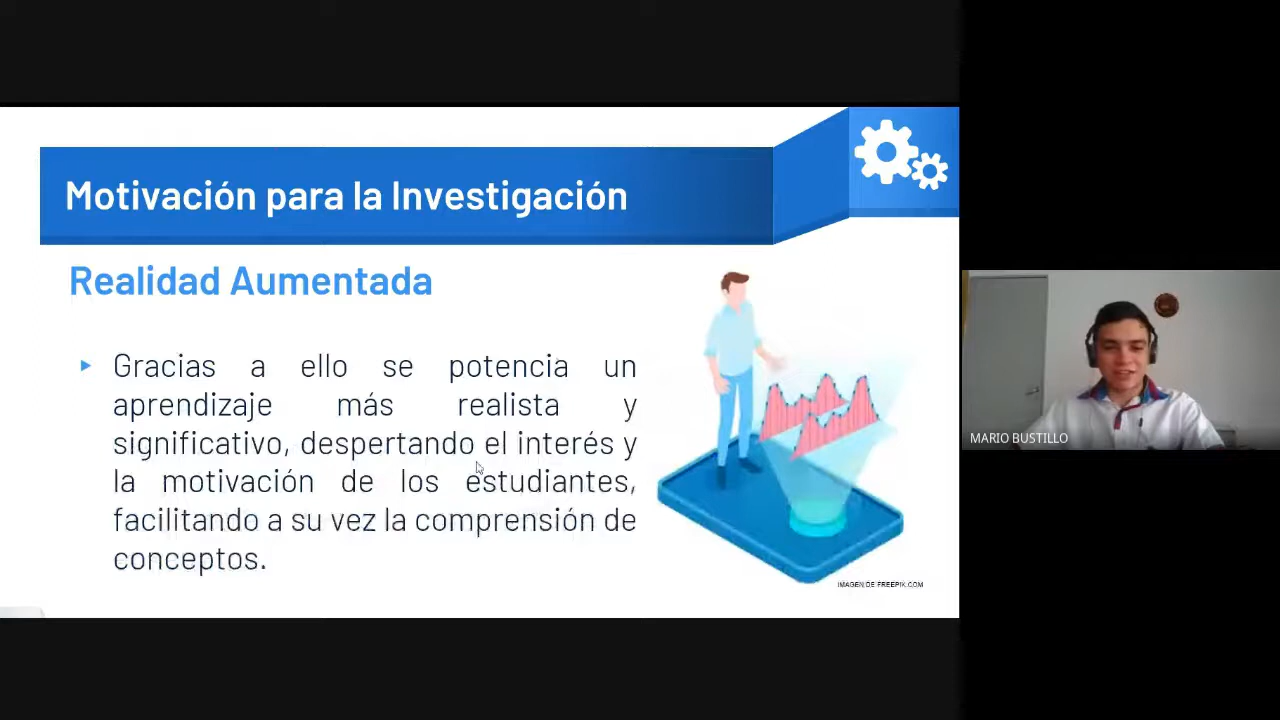 Motivación para la Investigación
Realidad Aumentada
Gracias a ello se potencia un
aprendizaje más realista y
significativo, despertando el interés y
la motivación de los estudiantes,
facilitando a su vez la comprensión de
conceptos.
IMAGEN DE FREEPIK.COM
MARIO BUSTILLO